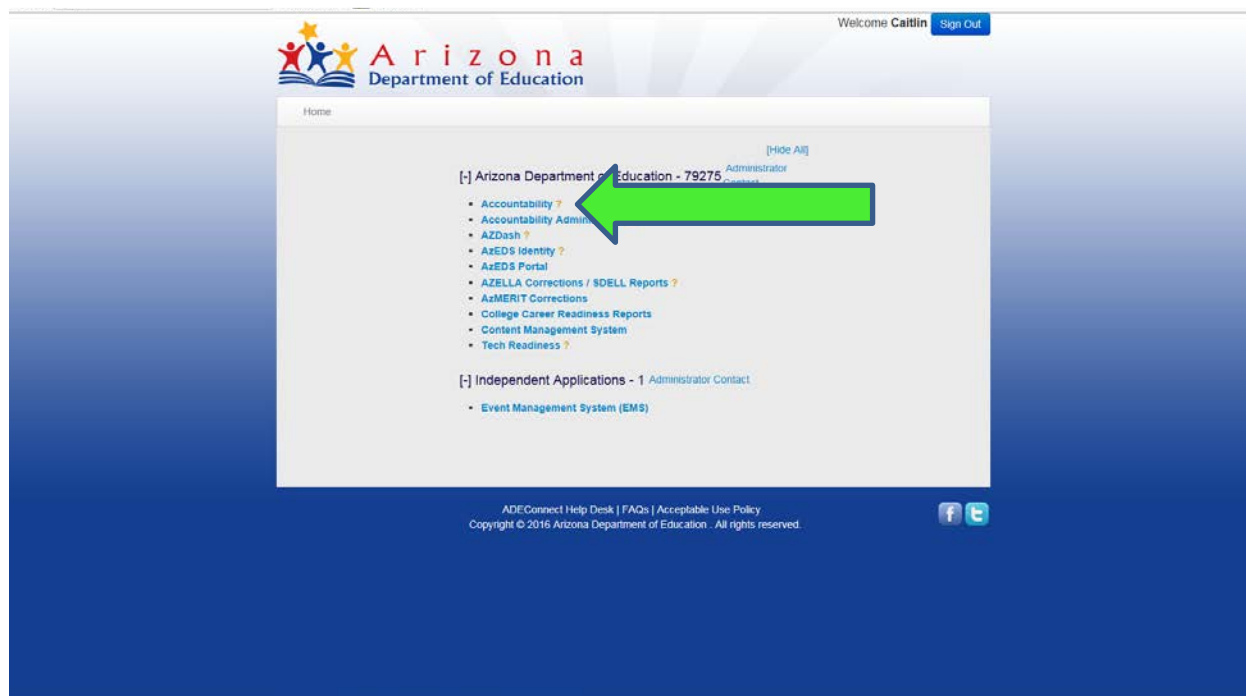 Welcome Caitlin Sign Out
Arizona
Department of Education
Home
[Hide All]
[-] Arizona Department of Education - 79275 Administrator
Accountability ?
Accountability
AZDash ?
AzEDS Identity ?
AzEDS Portal
AZELLA Corrections / SDELL Reports ?
AzMERIT Corrections
College Career Readiness Reports
Content Management System
Tech Readiness ?
[-] Independent Applications - 1 Administrator Contact
Event Management System (EMS)
ADEConnect Help Desk | FAQs | Acceptable Use Policy
Copyright © 2016 Arizona Department of Education . All rights reserved.